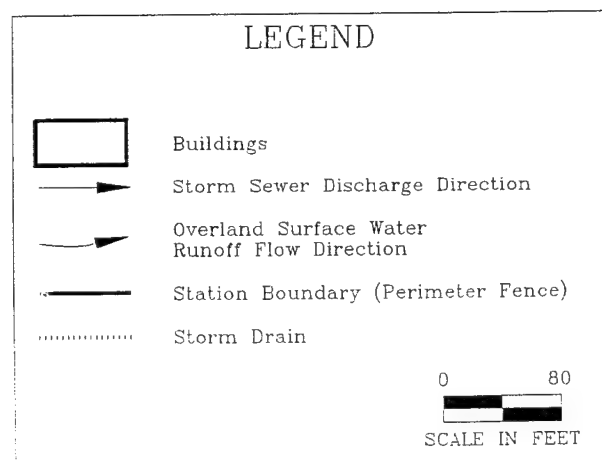 LEGEND
Buildings
Storm Sewer Discharge Direction
Overland Surface Water
Runoff Flow Direction
Station Boundary (Perimeter Fence)
Storm Drain
0 80
SCALE IN FEET